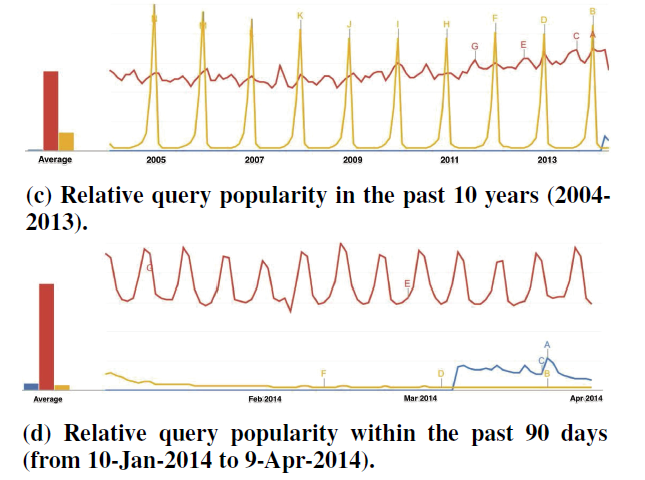 N M L K J I H G F E D C B A
Average 2005 2007 2009 2011 2013
(c) Relative query popularity in the past 10 years (2004-
2013).
G E A
F D C B
Average Feb 2014 Mar 2014 Apr 2014
(d) Relative query popularity within the past 90 days
(from 10-Jan-2014 to 9-Apr-2014).